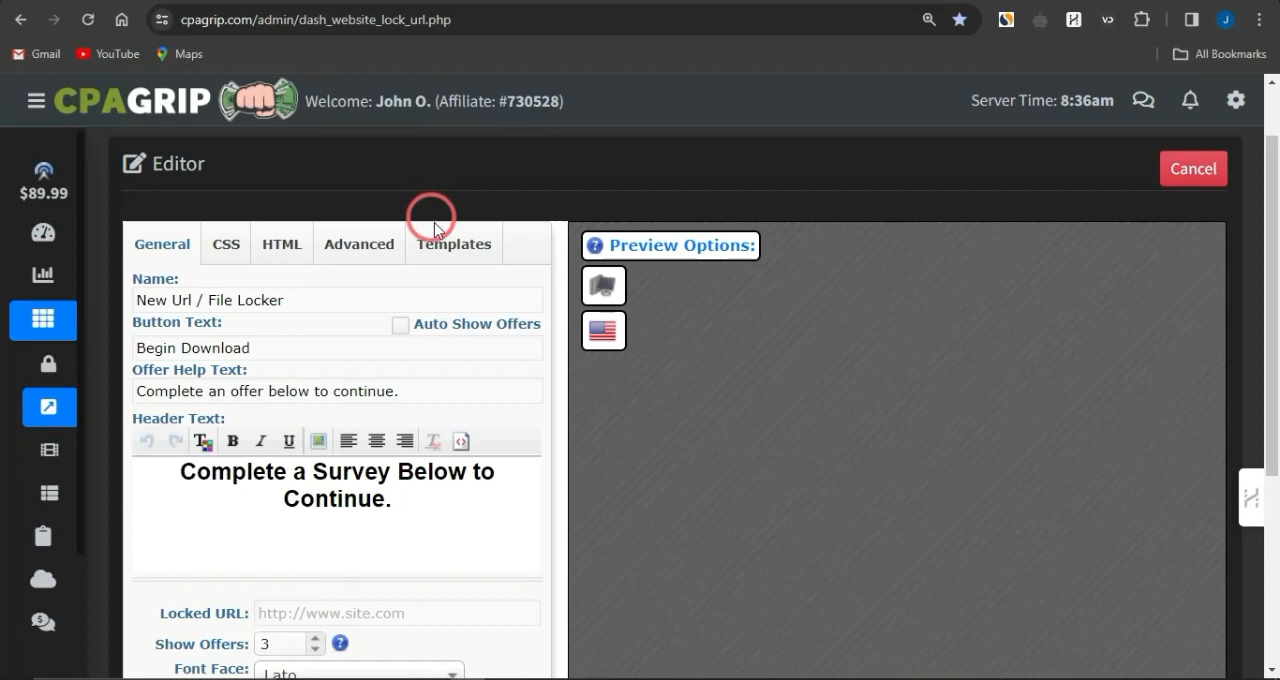 cpagrip.com/admin/dash_website_lock_url.php
J
Gmail YouTube Maps All Bookmarks
CPAGRIP Welcome: John O. (Affiliate: #730528) Server Time: 8:36am
$89.99
Editor
Cancel
General CSS HTML Advanced Templates
Preview Options:
Name:
New Url / File Locker
Button Text: Auto Show Offers
Begin Download
Offer Help Text:
Complete an offer below to continue.
Header Text:
B I U
Complete a Survey Below to
Continue.
Locked URL: http://www.site.com
Show Offers: 3
Font Face: Lato